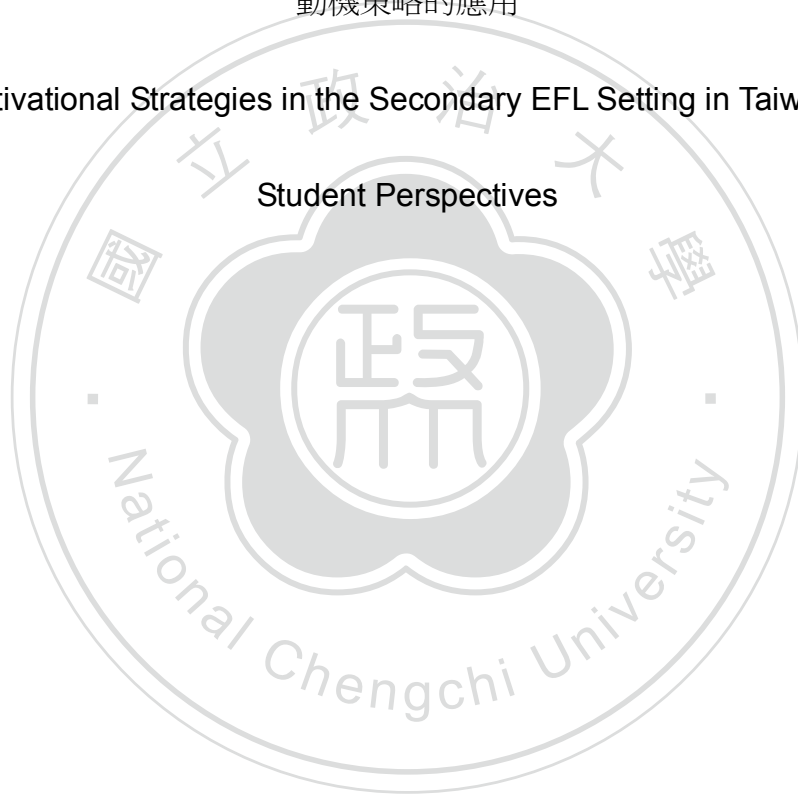 動機策略的應用
tivational Strategies in the Secondary EFL Setting in Taiw
Student Perspectives
國立政治大學
National Chengchi University